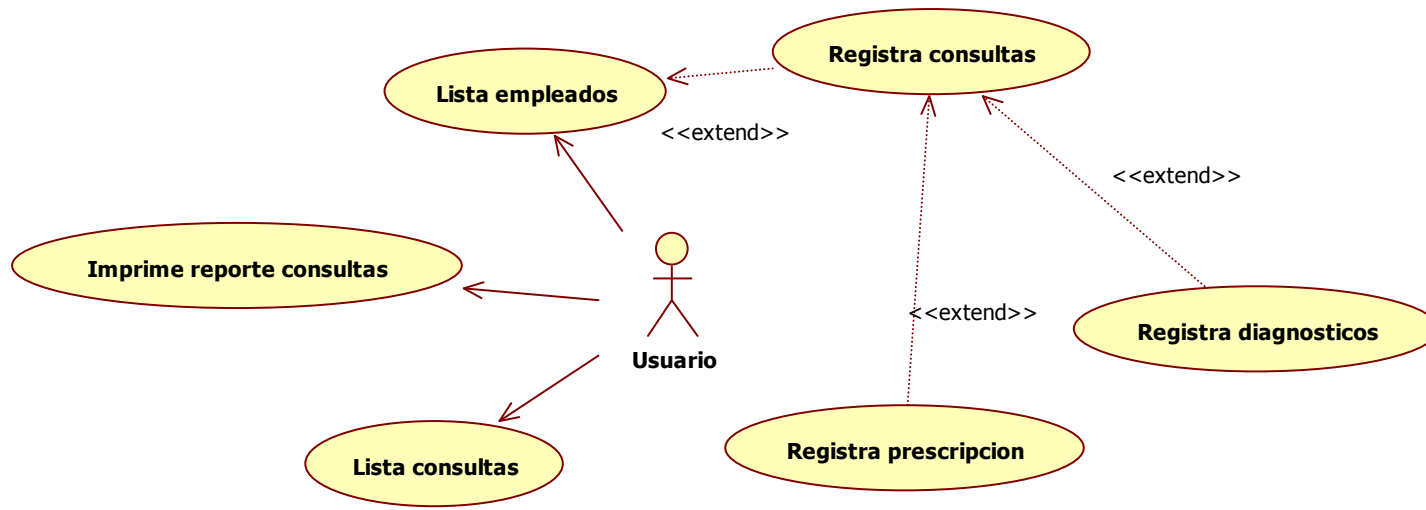 Registra consultas
Lista empleados
<<extend>>
<<extend>>
Imprime reporte consultas
<<extend>>
Registra diagnosticos
Usuario
Registra prescripcion
Lista consultas